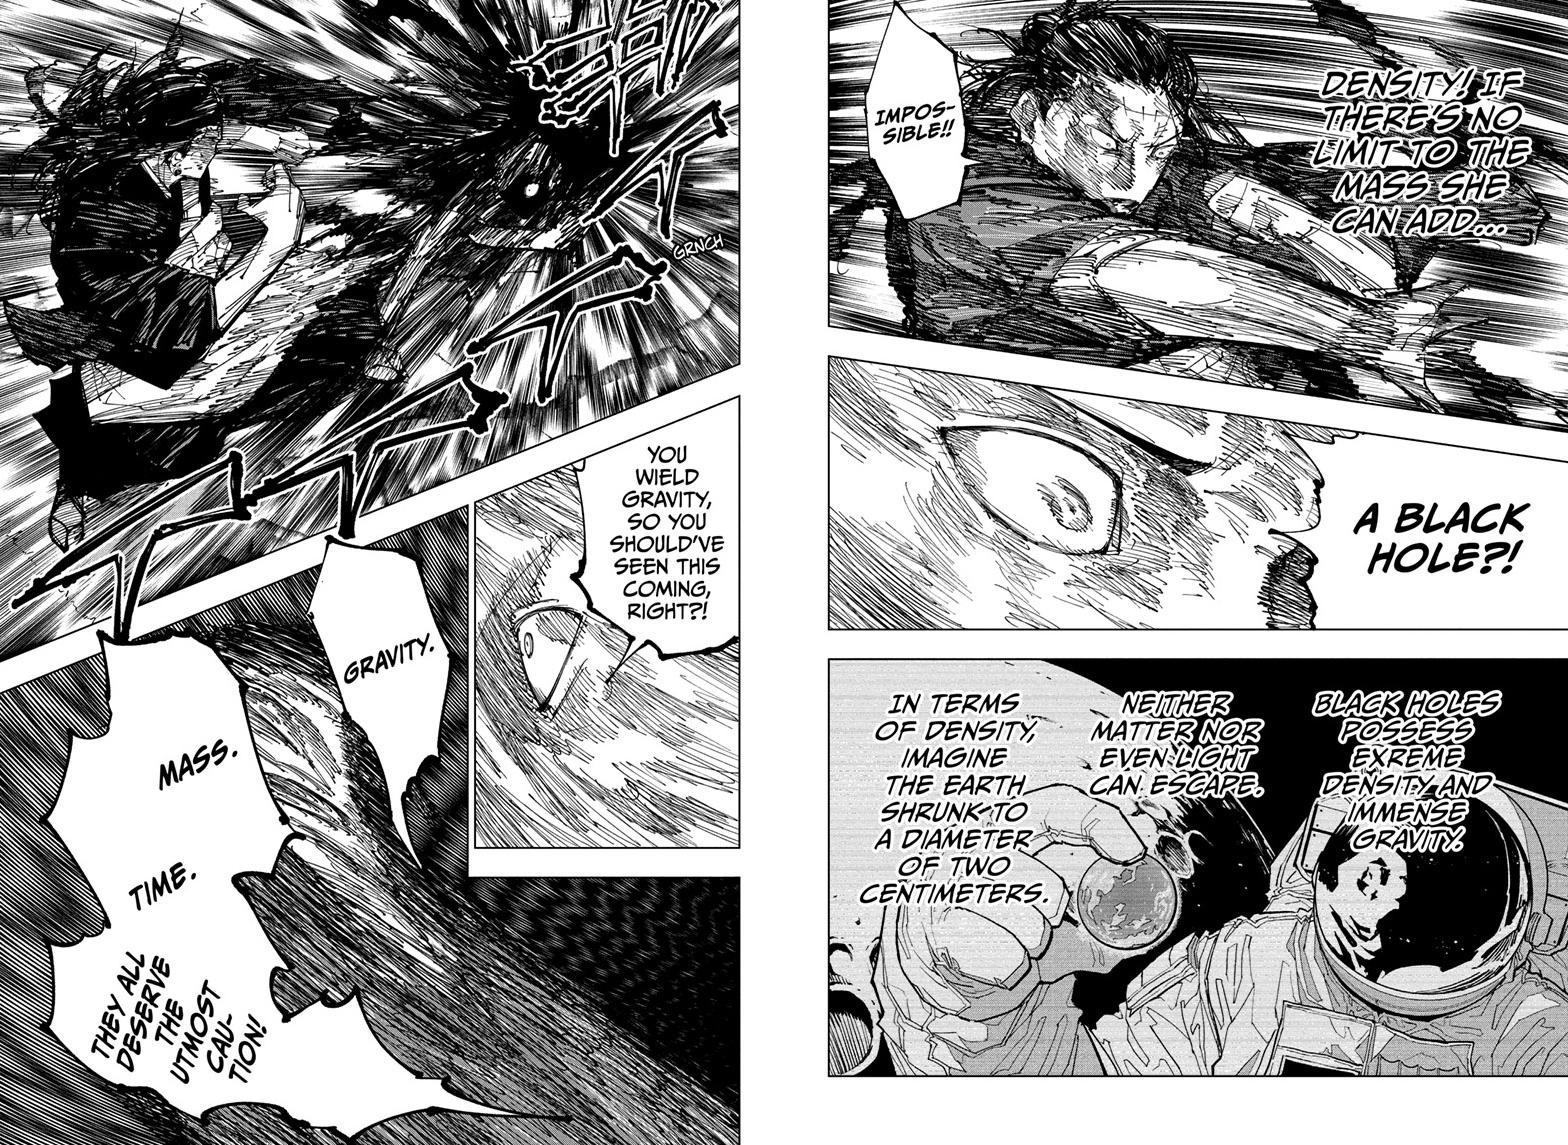 IMPOS-
SIBLE!!
DENSITY! IF
THERE'S NO
LIMIT TO THE
MASS SHE
CAN ADD...
A BLACK
HOLE?!
BLACK HOLES
POSSESS
EXREME
DENSITY AND
IMMENSE
GRAVITY.
NEITHER
MATTER NOR
EVEN LIGHT
CAN ESCAPE.
IN TERMS
OF DENSITY,
IMAGINE
THE EARTH
SHRUNK TO
A DIAMETER
OF TWO
CENTIMETERS.
GRNCH
YOU
WIELD
GRAVITY,
SO YOU
SHOULD'VE
SEEN THIS
COMING,
RIGHT?!
GRAVITY.
MASS.
TIME.
THEY ALL
DESERVE
THE
UTMOST
CAU-
TION!